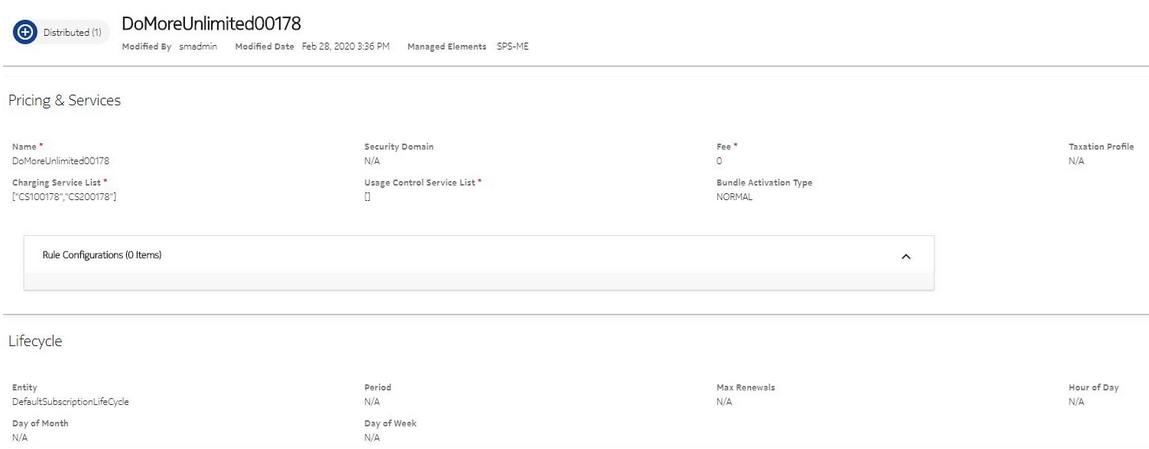 DoMoreUnlimited00178
Distributed (1)
Modified By smadmin Modified Date Feb 28, 2020 3:36 PM Managed Elements SPS-ME
Pricing & Services
Name * Security Domain Fee * Taxation Profile
DoMoreUnlimited00178 N/A 0 N/A
Charging Service List * Usage Control Service List * Bundle Activation Type
["CS100178","CS200178"] [] NORMAL
Rule Configurations (0 Items)
Lifecycle
Entity Period Max Renewals Hour of Day
DefaultSubscriptionLifeCycle N/A N/A N/A
Day of Month Day of Week
N/A N/A